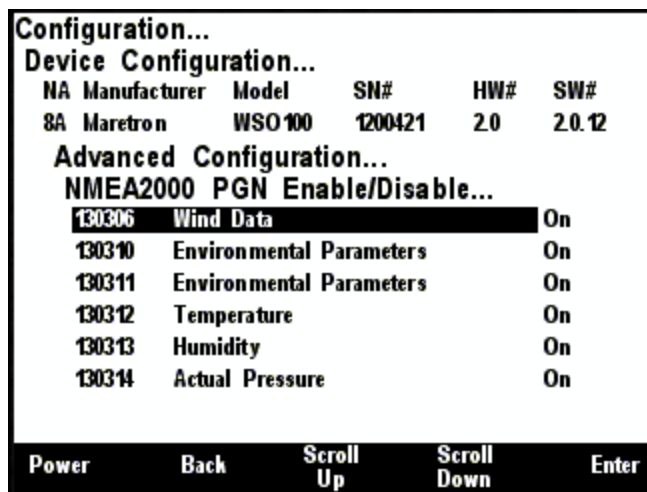 Configuration...
Device Configuration...
NA Manufacturer Model SN# HW# SW#
8A Maretron WSO100 1200421 2.0 2.0.12
Advanced Configuration...
NMEA2000 PGN Enable/Disable...
130306 Wind Data On
130310 Environmental Parameters On
130311 Environmental Parameters On
130312 Temperature On
130313 Humidity On
130314 Actual Pressure On
Power Back Scroll Up Scroll Down Enter